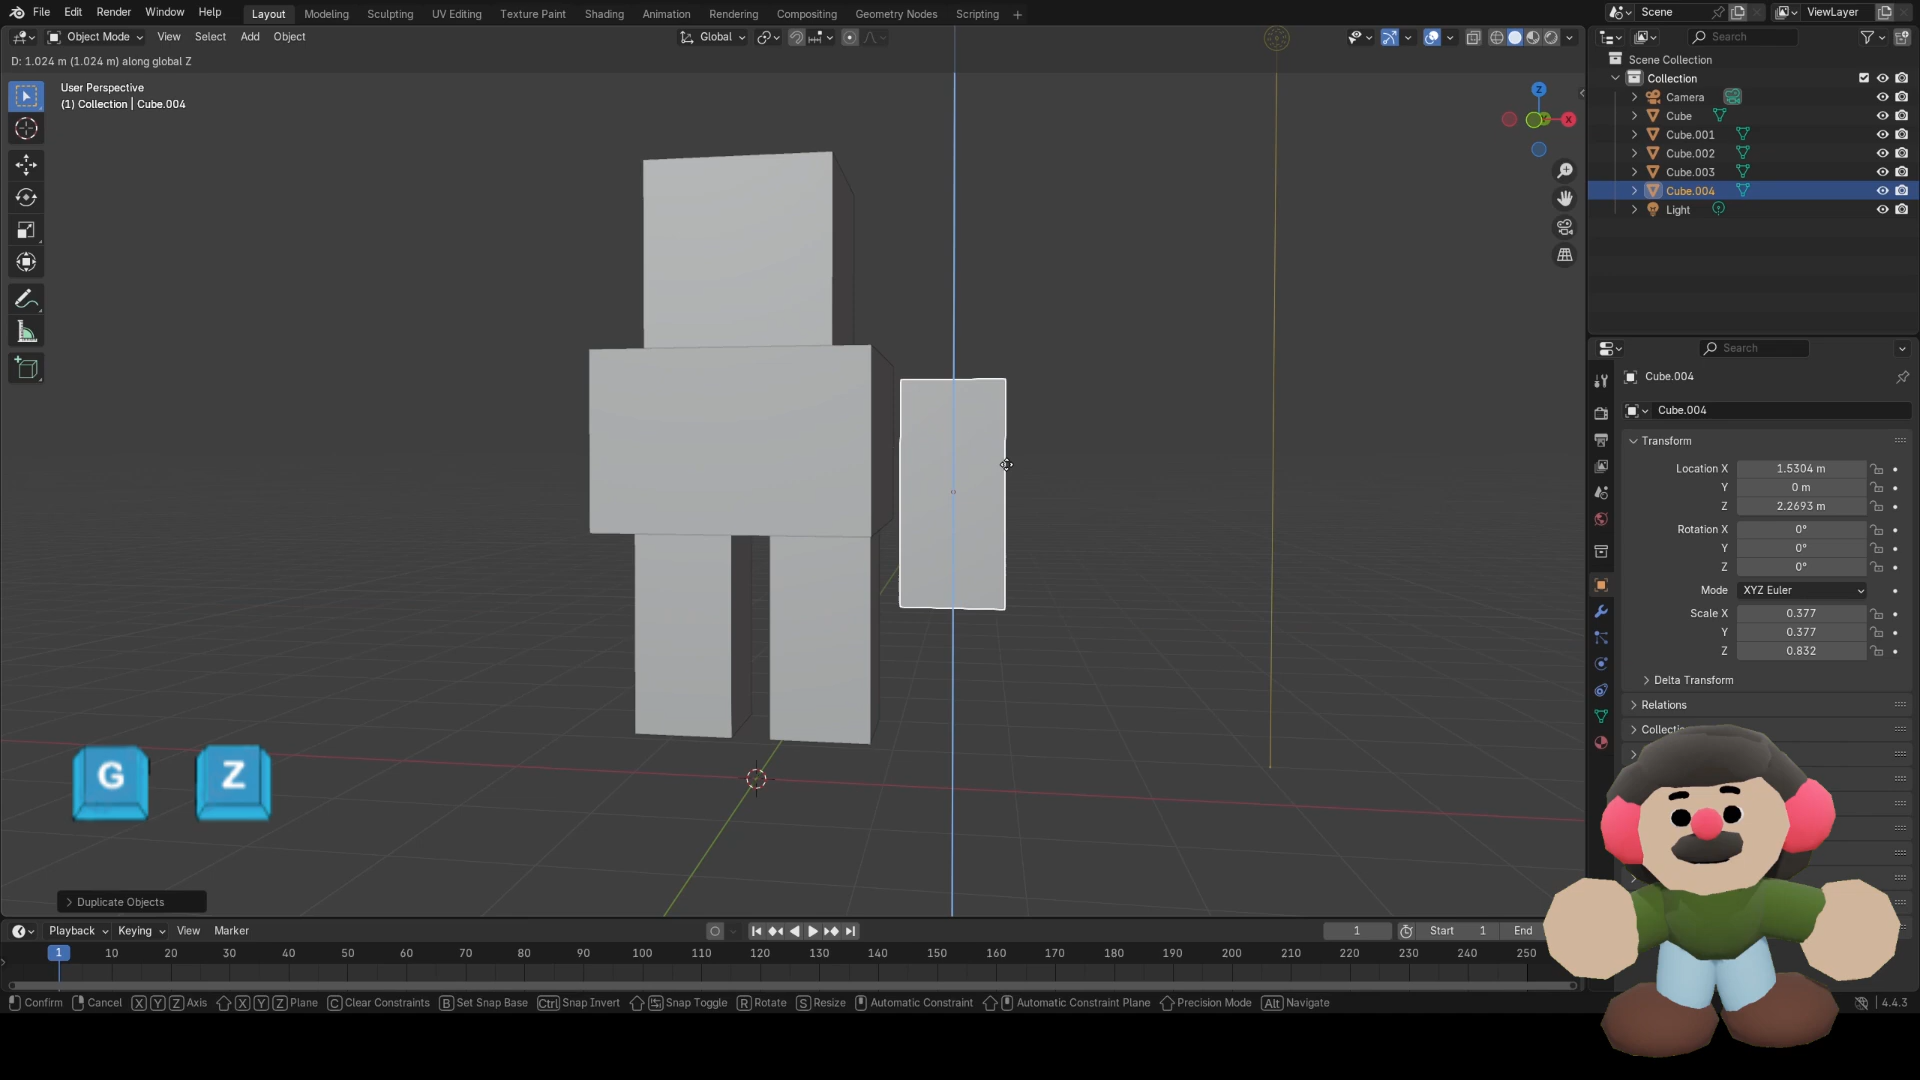 File Edit Render Window Help Layout Modeling Sculpting UV Editing Texture Paint Shading Animation Rendering Compositing Geometry Nodes Scripting + Scene ViewLayer
Object Mode View Select Add Object Global Search
D: 1.024 m (1.024 m) along global Z
User Perspective
(1) Collection | Cube.004
Z
X
Scene Collection
Collection
Camera
Cube
Cube.001
Cube.002
Cube.003
Cube.004
Light
Search
Cube.004
Cube.004
Transform
Location X 1.5304 m
Y 0 m
Z 2.2693 m
Rotation X 0°
Y 0°
Z 0°
Mode XYZ Euler
Scale X 0.377
Y 0.377
Z 0.832
Delta Transform
Relations
G Z
Duplicate Objects
Playback Keying View Marker 1 Start 1 End
1 10 20 30 40 50 60 70 80 90 100 110 120 130 140 150 160 170 180 190 200 210 220 230 240 250
Confirm Cancel X Y Z Axis X Y Z Plane C Clear Constraints B Set Snap Base Ctrl Snap Invert Snap Toggle R Rotate S Resize Automatic Constraint Automatic Constraint Plane Precision Mode Alt Navigate 4.4.3